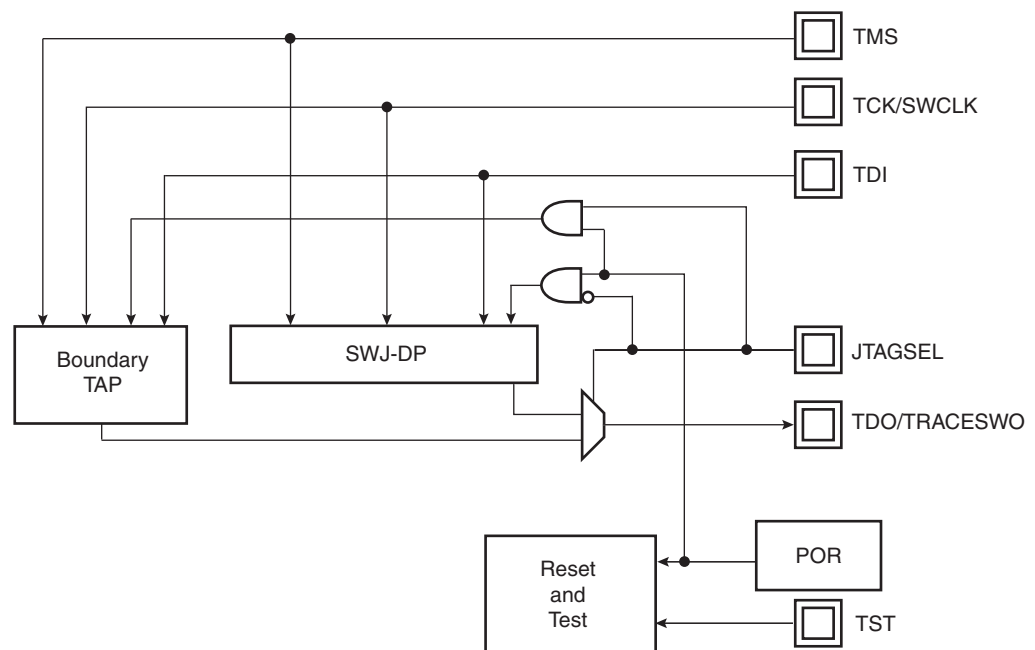 TMS
TCK/SWCLK
TDI
Boundary
TAP
SWJ-DP
JTAGSEL
TDO/TRACESWO
Reset
and
Test
POR
TST